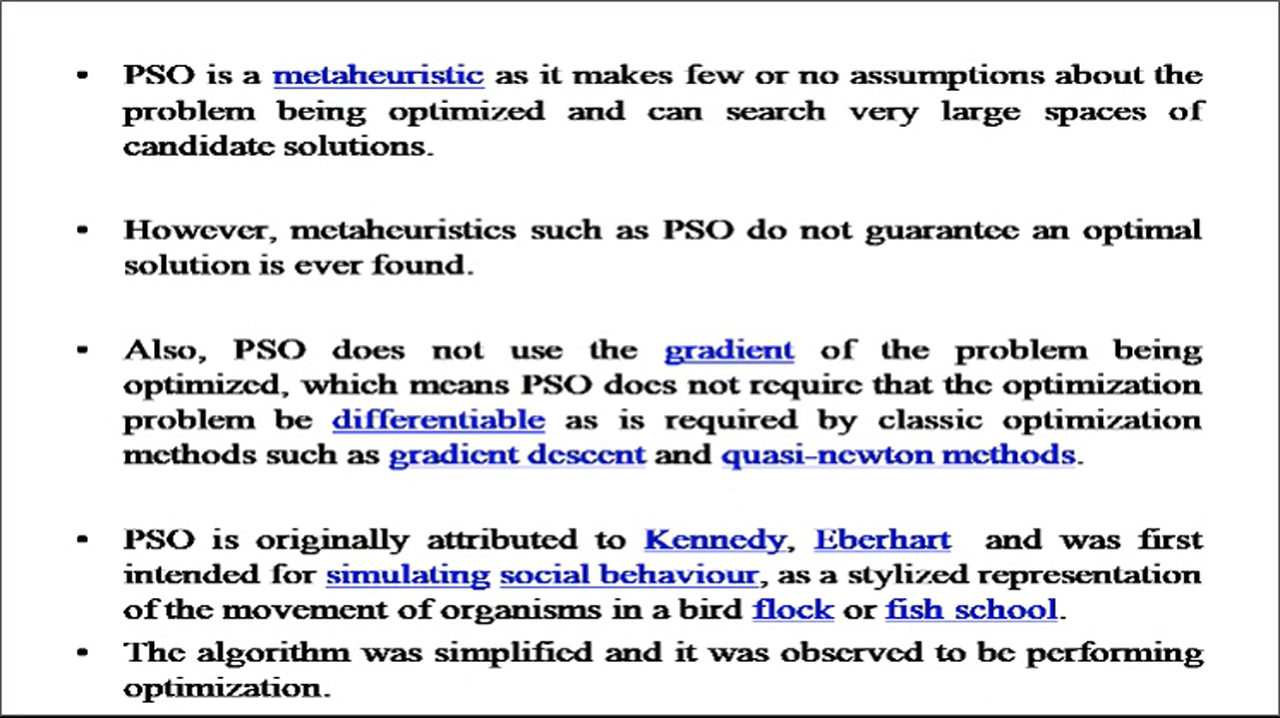 • PSO is a metaheuristic as it makes few or no assumptions about the
problem being optimized and can search very large spaces of
candidate solutions.
• However, metaheuristics such as PSO do not guarantee an optimal
solution is ever found.
• Also, PSO does not use the gradient of the problem being
optimized, which means PSO does not require that the optimization
problem be differentiable as is required by classic optimization
methods such as gradient descent and quasi-newton methods.
• PSO is originally attributed to Kennedy, Eberhart and was first
intended for simulating social behaviour, as a stylized representation
of the movement of organisms in a bird flock or fish school.
• The algorithm was simplified and it was observed to be performing
optimization.